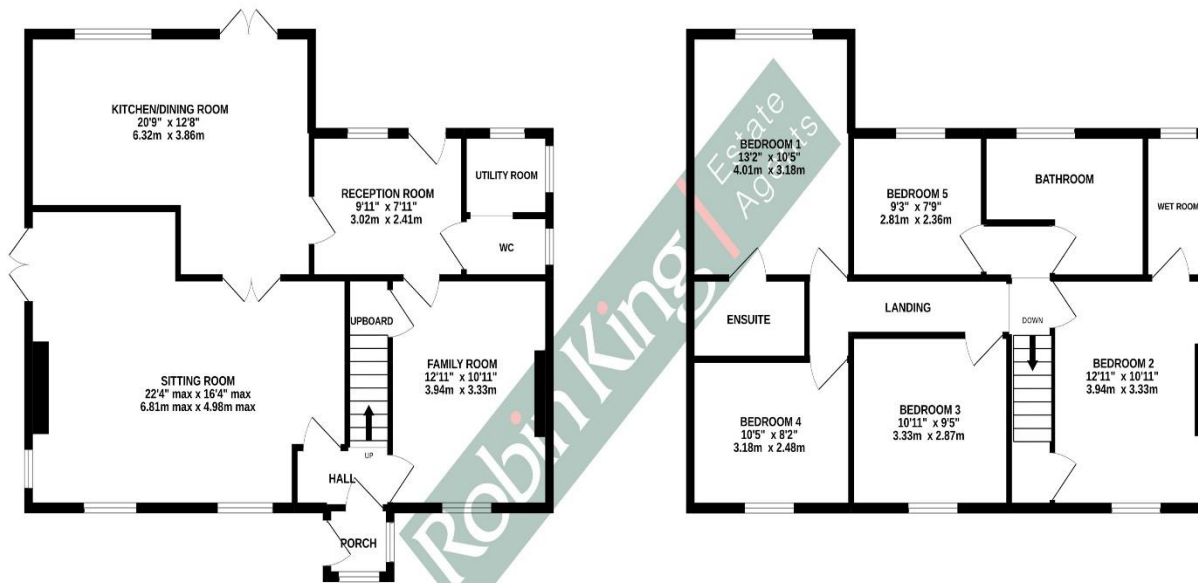 KITCHEN/DINING ROOM
20'9" x 12'8"
6.32m x 3.86m
RECEPTION ROOM
9'11" x 7'11"
3.02m x 2.41m
UTILITY ROOM
WC
UPBOARD
FAMILY ROOM
12'11" x 10'11"
3.94m x 3.33m
SITTING ROOM
22'4" max x 16'4" max
6.81m max x 4.98m max
UP
HALL
PORCH
BEDROOM 1
13'2" x 10'5"
4.01m x 3.18m
BEDROOM 5
9'3" x 7'9"
2.81m x 2.36m
BATHROOM
WET ROOM
ENSUITE
LANDING
DOWN
BEDROOM 2
12'11" x 10'11"
3.94m x 3.33m
BEDROOM 3
10'11" x 9'5"
3.33m x 2.87m
BEDROOM 4
10'5" x 8'2"
3.18m x 2.48m
RobinKing
Estate
Agents